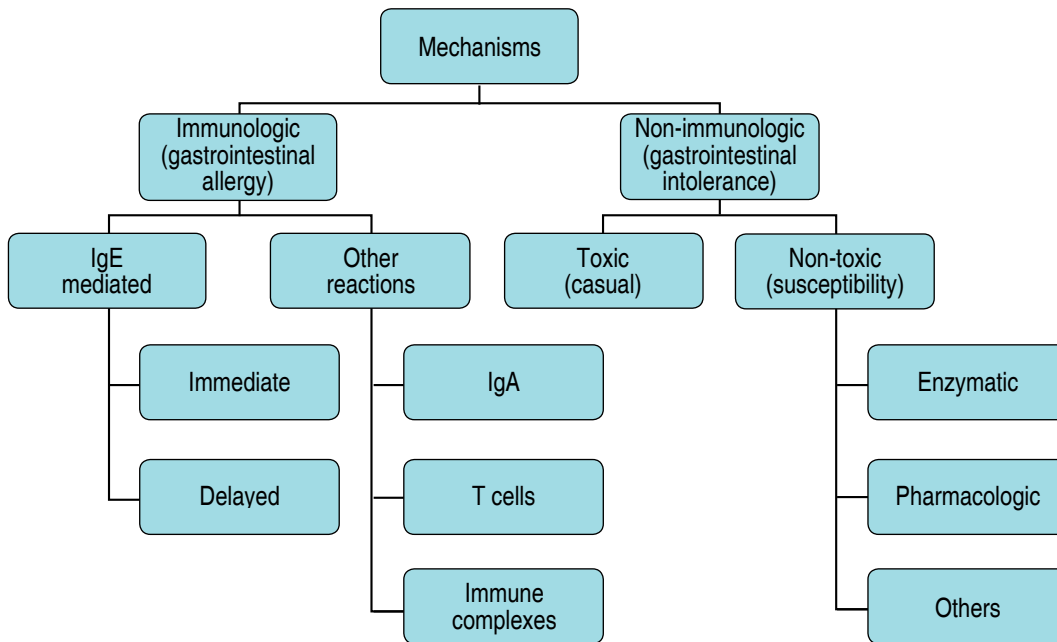 Mechanisms
Immunologic
(gastrointestinal
allergy)
Non-immunologic
(gastrointestinal
intolerance)
IgE
mediated
Other
reactions
Toxic
(casual)
Non-toxic
(susceptibility)
Immediate
IgA
Enzymatic
Delayed
T cells
Pharmacologic
Immune
complexes
Others